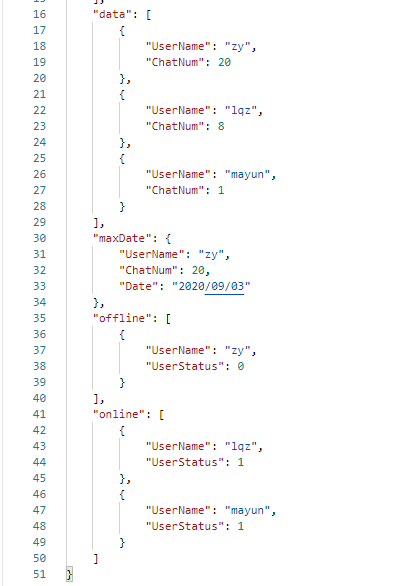 15 ],
16 "data": [
17 {
18 "UserName": "zy",
19 "ChatNum": 20
20 },
21 {
22 "UserName": "lqz",
23 "ChatNum": 8
24 },
25 {
26 "UserName": "mayun",
27 "ChatNum": 1
28 }
29 ],
30 "maxDate": {
31 "UserName": "zy",
32 "ChatNum": 20,
33 "Date": "2020/09/03"
34 },
35 "offline": [
36 {
37 "UserName": "zy",
38 "UserStatus": 0
39 }
40 ],
41 "online": [
42 {
43 "UserName": "lqz",
44 "UserStatus": 1
45 },
46 {
47 "UserName": "mayun",
48 "UserStatus": 1
49 }
50 ]
51 }